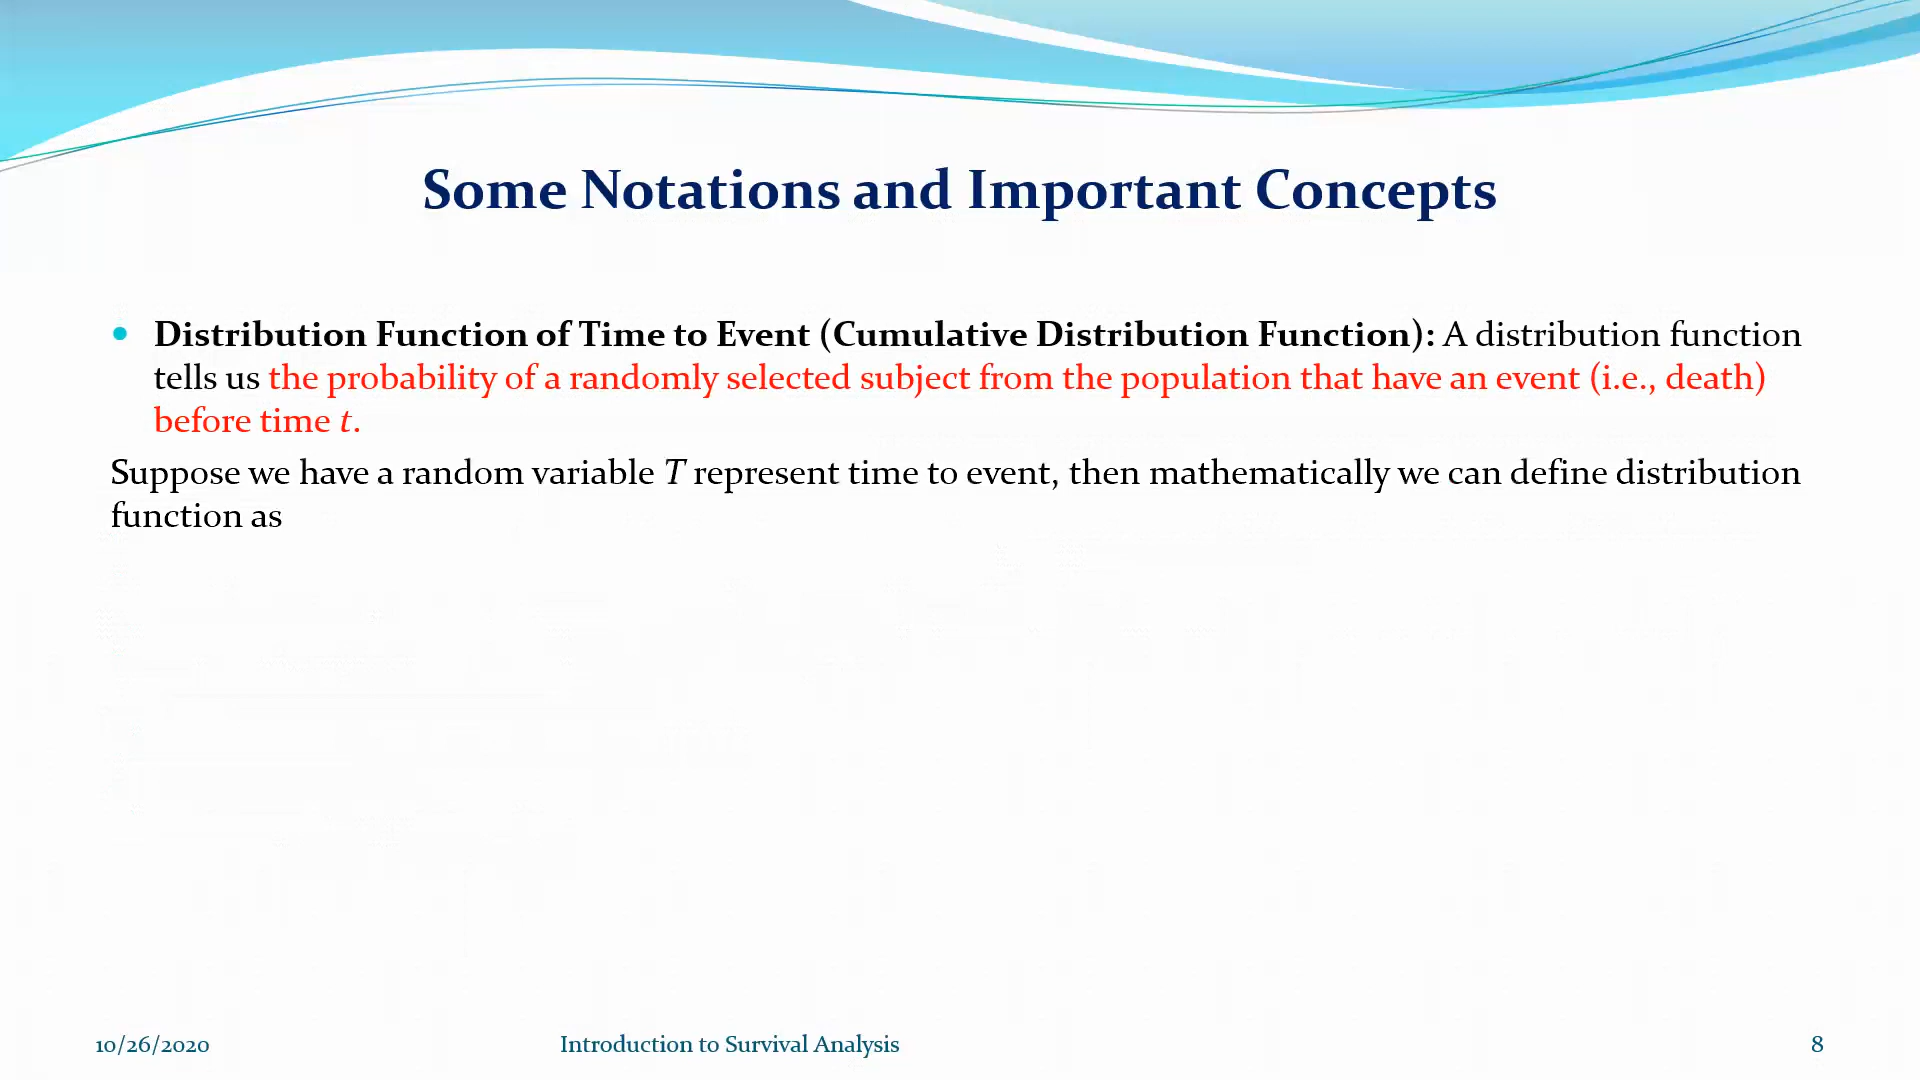 Some Notations and Important Concepts
• Distribution Function of Time to Event (Cumulative Distribution Function): A distribution function
tells us the probability of a randomly selected subject from the population that have an event (i.e., death)
before time t.
Suppose we have a random variable T represent time to event, then mathematically we can define distribution
function as
10/26/2020
Introduction to Survival Analysis
8